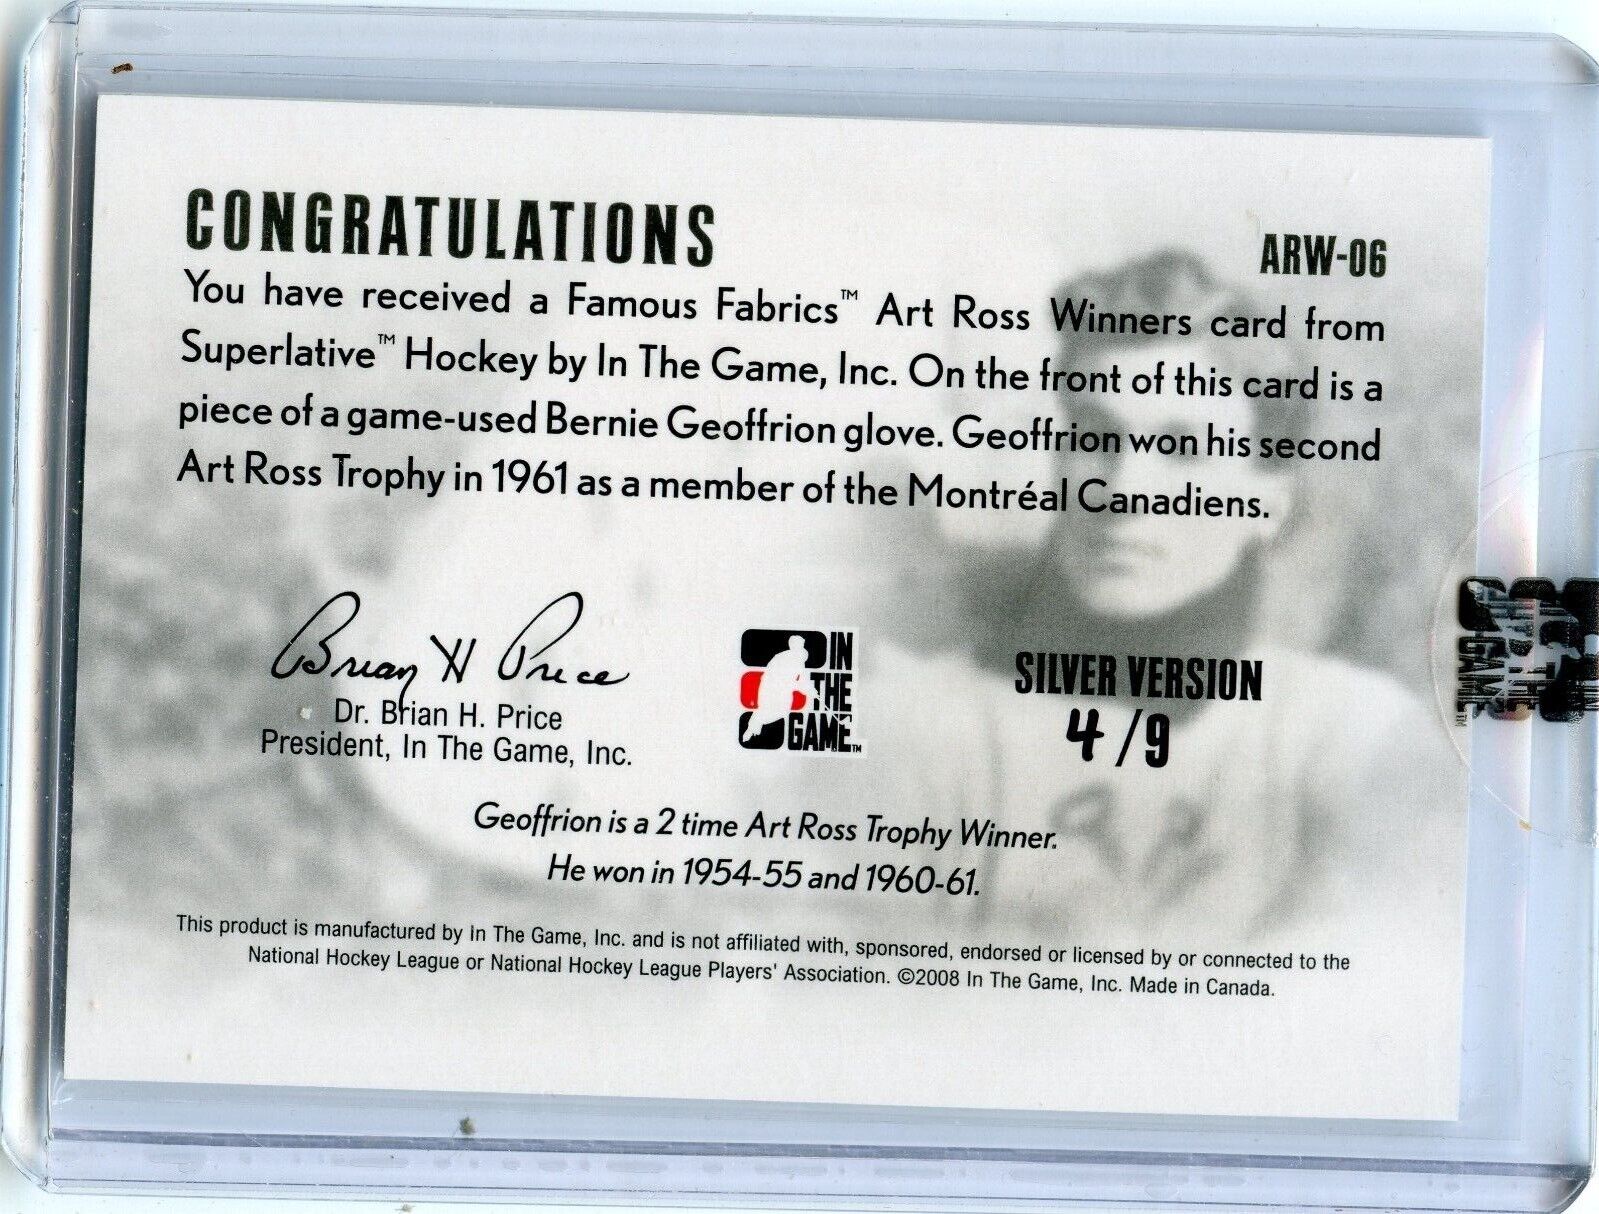 CONGRATULATIONS
ARW-06
You have received a Famous Fabrics™ Art Ross Winners card from
Superlative™ Hockey by In The Game, Inc. On the front of this card is a
piece of a game-used Bernie Geoffrion glove. Geoffrion won his second
Art Ross Trophy in 1961 as a member of the Montréal Canadiens.
Brian H Price
Dr. Brian H. Price
President, In The Game, Inc.
IN
THE
GAME™
SILVER VERSION
4/9
Geoffrion is a 2 time Art Ross Trophy Winner.
He won in 1954-55 and 1960-61.
This product is manufactured by In The Game, Inc. and is not affiliated with, sponsored, endorsed or licensed by or connected to the
National Hockey League or National Hockey League Players' Association. ©2008 In The Game, Inc. Made in Canada.
IN
THE
GAME™